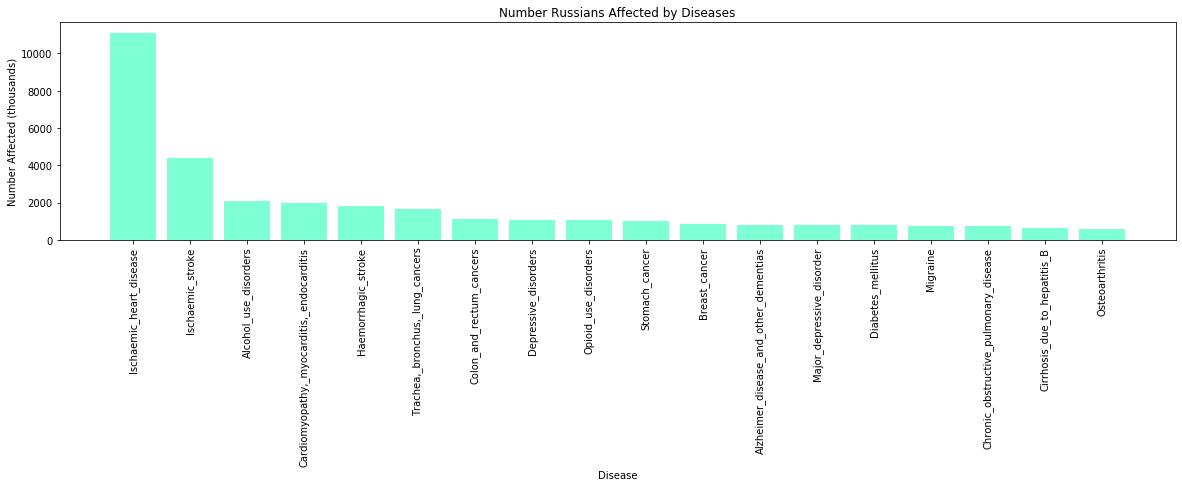 Number Russians Affected by Diseases
Number Affected (thousands)
10000
8000
6000
4000
2000
0
Ischaemic_heart_disease
Ischaemic_stroke
Alcohol_use_disorders
Cardiomyopathy,_myocarditis,_endocarditis
Haemorrhagic_stroke
Trachea,_bronchus,_lung_cancers
Colon_and_rectum_cancers
Depressive_disorders
Opioid_use_disorders
Stomach_cancer
Breast_cancer
Alzheimer_disease_and_other_dementias
Major_depressive_disorder
Diabetes_mellitus
Migraine
Chronic_obstructive_pulmonary_disease
Cirrhosis_due_to_hepatitis_B
Osteoarthritis
Disease